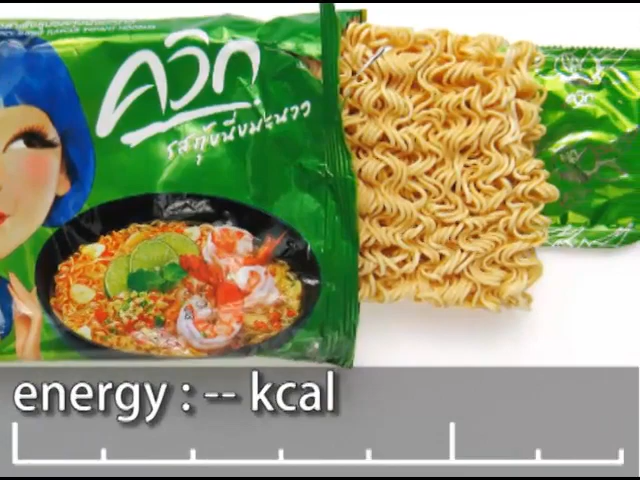 ควิก
รสกุ้งนึ่งมะนาว
energy : -- kcal